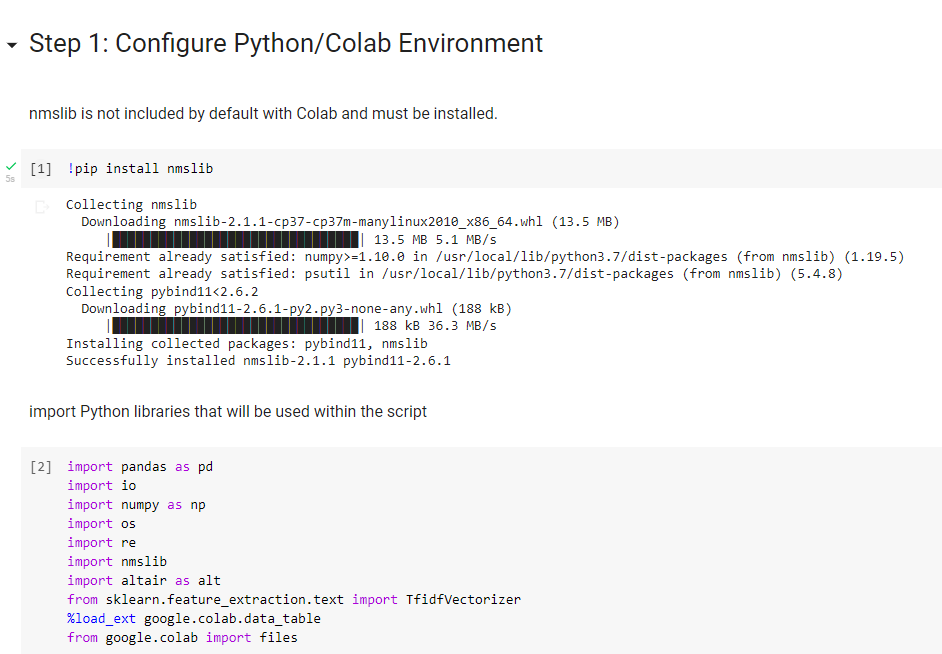 Step 1: Configure Python/Colab Environment
nmslib is not included by default with Colab and must be installed.
5s
[1] !pip install nmslib
Collecting nmslib
Downloading nmslib-2.1.1-cp37-cp37m-manylinux2010_x86_64.whl (13.5 MB)
|████████████████████████████████| 13.5 MB 5.1 MB/s
Requirement already satisfied: numpy>=1.10.0 in /usr/local/lib/python3.7/dist-packages (from nmslib) (1.19.5)
Requirement already satisfied: psutil in /usr/local/lib/python3.7/dist-packages (from nmslib) (5.4.8)
Collecting pybind11<2.6.2
Downloading pybind11-2.6.1-py2.py3-none-any.whl (188 kB)
|████████████████████████████████| 188 kB 36.3 MB/s
Installing collected packages: pybind11, nmslib
Successfully installed nmslib-2.1.1 pybind11-2.6.1
import Python libraries that will be used within the script
[2] import pandas as pd
import io
import numpy as np
import os
import re
import nmslib
import altair as alt
from sklearn.feature_extraction.text import TfidfVectorizer
%load_ext google.colab.data_table
from google.colab import files